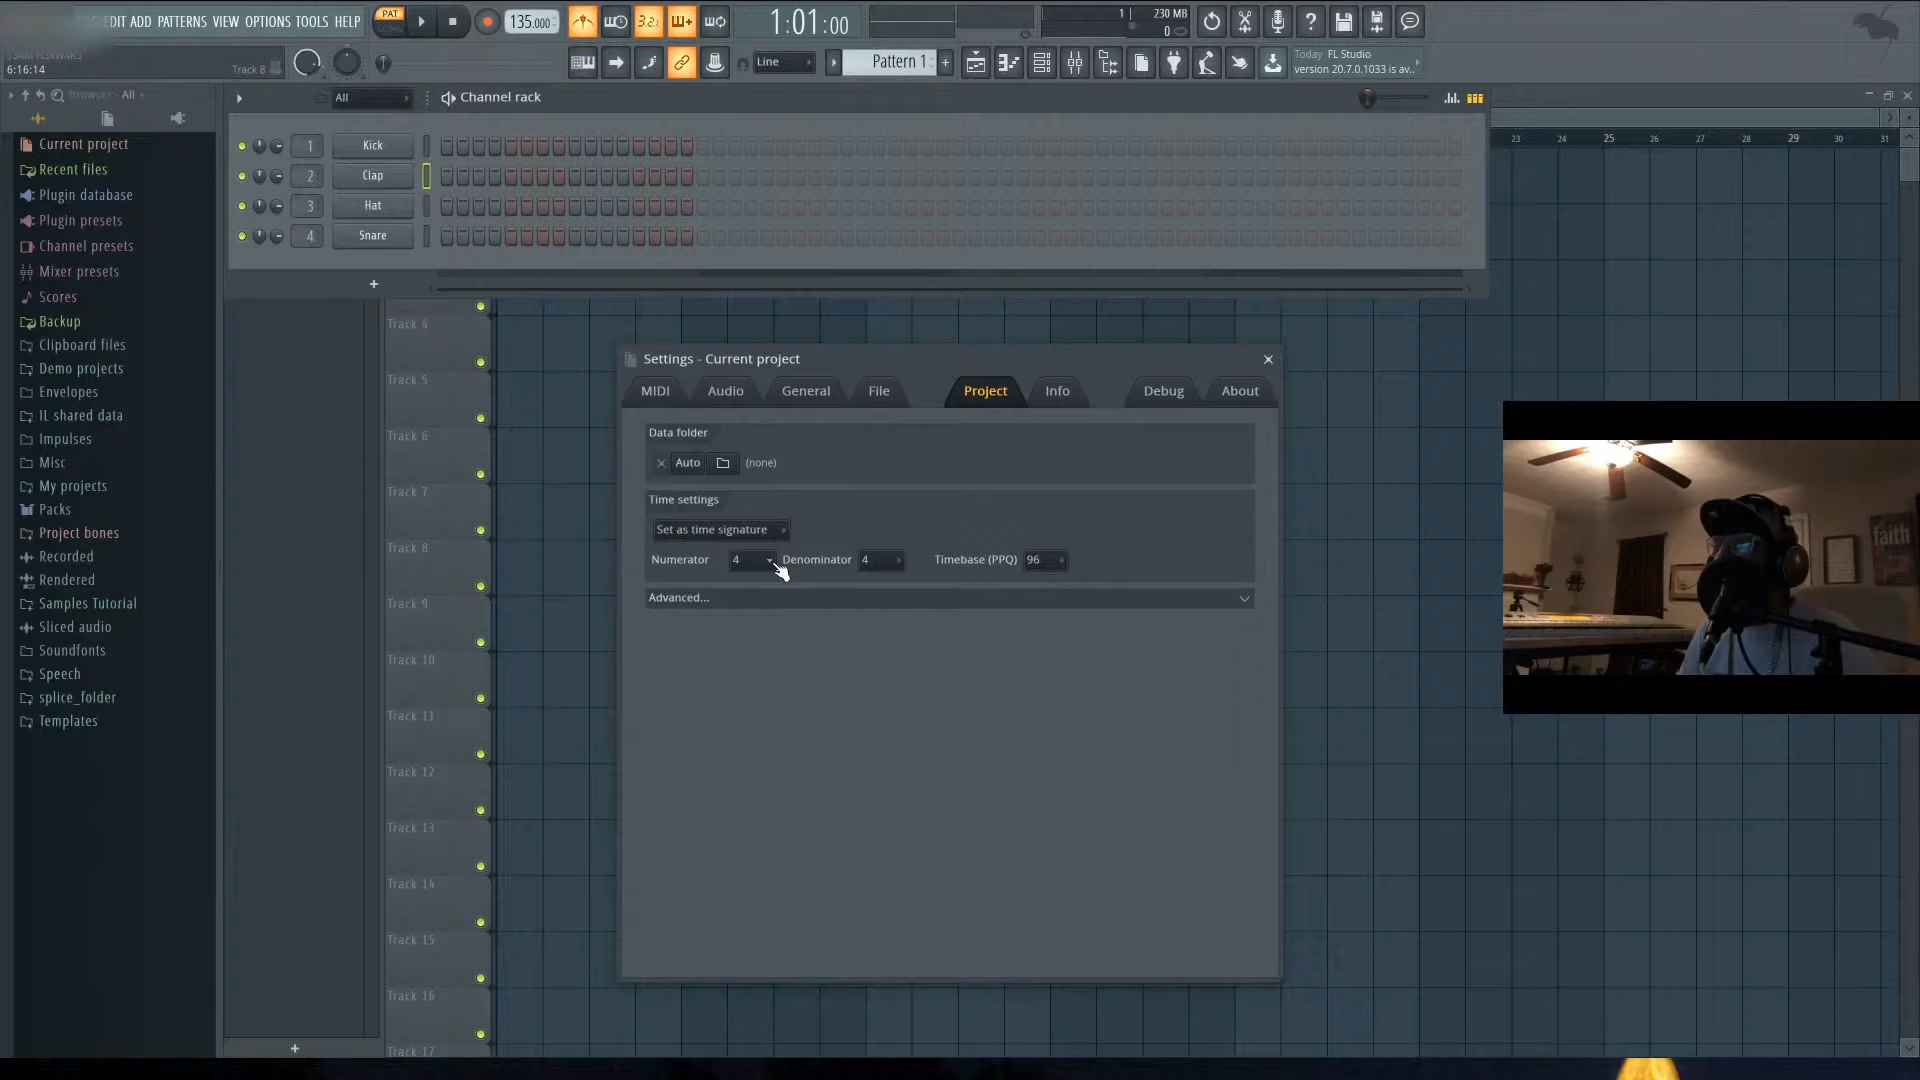 EDIT ADD PATTERNS VIEW OPTIONS TOOLS HELP
PAT
SONG
135.000
3.2.
1:01:00
1
230 MB
0
6:16:14
Track 8
Line
Pattern 1
+
Today FL Studio
version 20.7.0.1033 is av..
Browser - All
All
Channel rack
Current project
Recent files
Plugin database
Plugin presets
Channel presets
Mixer presets
Scores
Backup
Clipboard files
Demo projects
Envelopes
IL shared data
Impulses
Misc
My projects
Packs
Project bones
Recorded
Rendered
Samples Tutorial
Sliced audio
Soundfonts
Speech
splice_folder
Templates
1 Kick
2 Clap
3 Hat
4 Snare
+
23 24 25 26 27 28 29 30 31
Track 4
Track 5
Track 6
Track 7
Track 8
Track 9
Track 10
Track 11
Track 12
Track 13
Track 14
Track 15
Track 16
Track 17
+
Settings - Current project
MIDI Audio General File Project Info Debug About
Data folder
Auto (none)
Time settings
Set as time signature
Numerator 4 Denominator 4 Timebase (PPQ) 96
Advanced...
faith